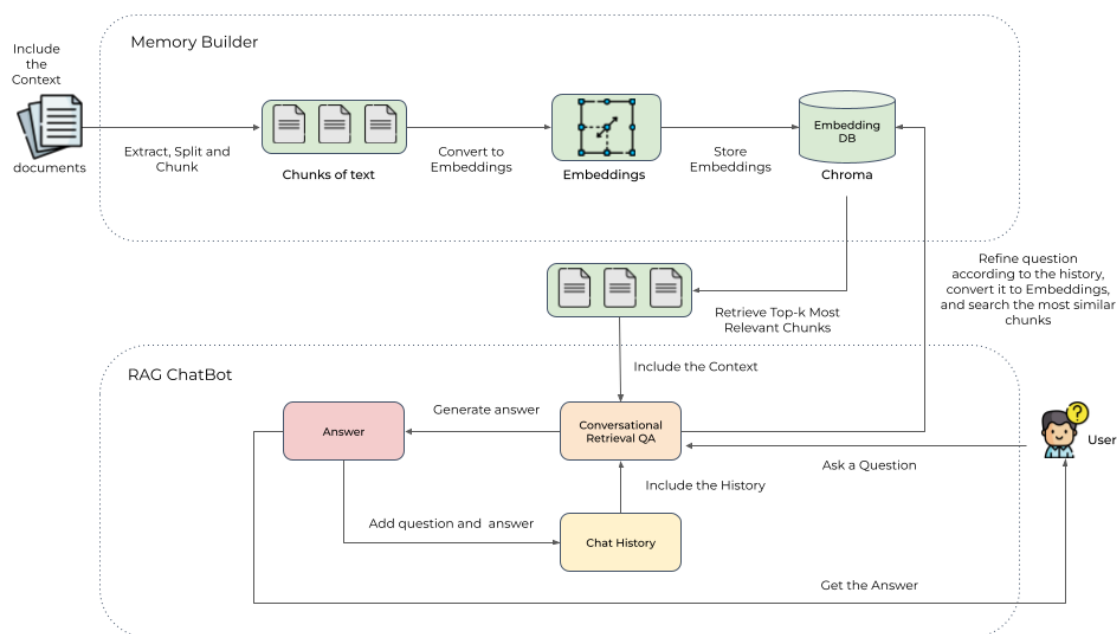 Memory Builder
Include
the
Context
documents
Extract, Split and
Chunk
Chunks of text
Convert to
Embeddings
Embeddings
Store
Embeddings
Embedding
DB
Chroma
Refine question
according to the history,
convert it to Embeddings,
and search the most similar
chunks
Retrieve Top-k Most
Relevant Chunks
RAG ChatBot
Include the Context
Generate answer
Answer
Conversational
Retrieval QA
?
User
Ask a Question
Include the History
Add question and answer
Chat History
Get the Answer